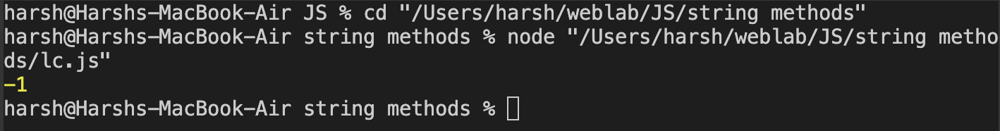 harsh@Harshs-MacBook-Air JS % cd "/Users/harsh/weblab/JS/string methods"
harsh@Harshs-MacBook-Air string methods % node "/Users/harsh/weblab/JS/string metho
ds/lc.js"
-1
harsh@Harshs-MacBook-Air string methods %